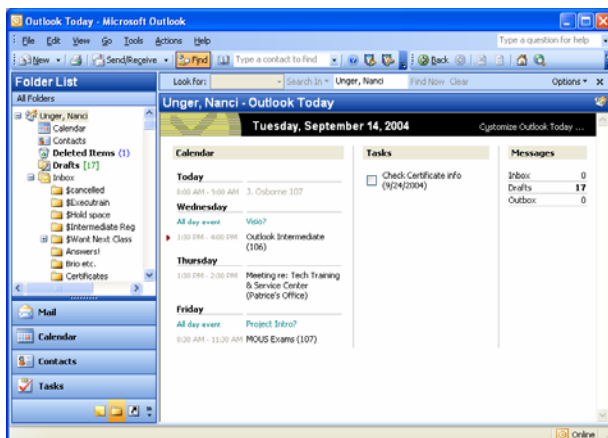 Outlook Today - Microsoft Outlook
File Edit View Go Tools Actions Help
Type a question for help
New Send/Receive Find Type a contact to find Back
Folder List
Look for: Search In Unger, Nanci Find Now Clear Options
All Folders
Unger, Nanci - Outlook Today
Unger, Nanci
Calendar
Contacts
Deleted Items (1)
Drafts [17]
Inbox
$cancelled
$Executrain
$Hold space
$Intermediate Reg
$Want Next Class
Answers!
Brio etc.
Certificates
Mail
Calendar
Contacts
Tasks
Tuesday, September 14, 2004
Customize Outlook Today ...
Calendar
Today
8:00 AM - 9:00 AM J. Osborne 107
Wednesday
All day event Visio?
1:00 PM - 4:00 PM Outlook Intermediate
(106)
Thursday
1:00 PM - 2:00 PM Meeting re: Tech Training
& Service Center
(Patrice's Office)
Friday
All day event Project Intro?
8:30 AM - 11:30 AM MOUS Exams (107)
Tasks
Check Certificate info
(9/24/2004)
Messages
Inbox 0
Drafts 17
Outbox 0
Online